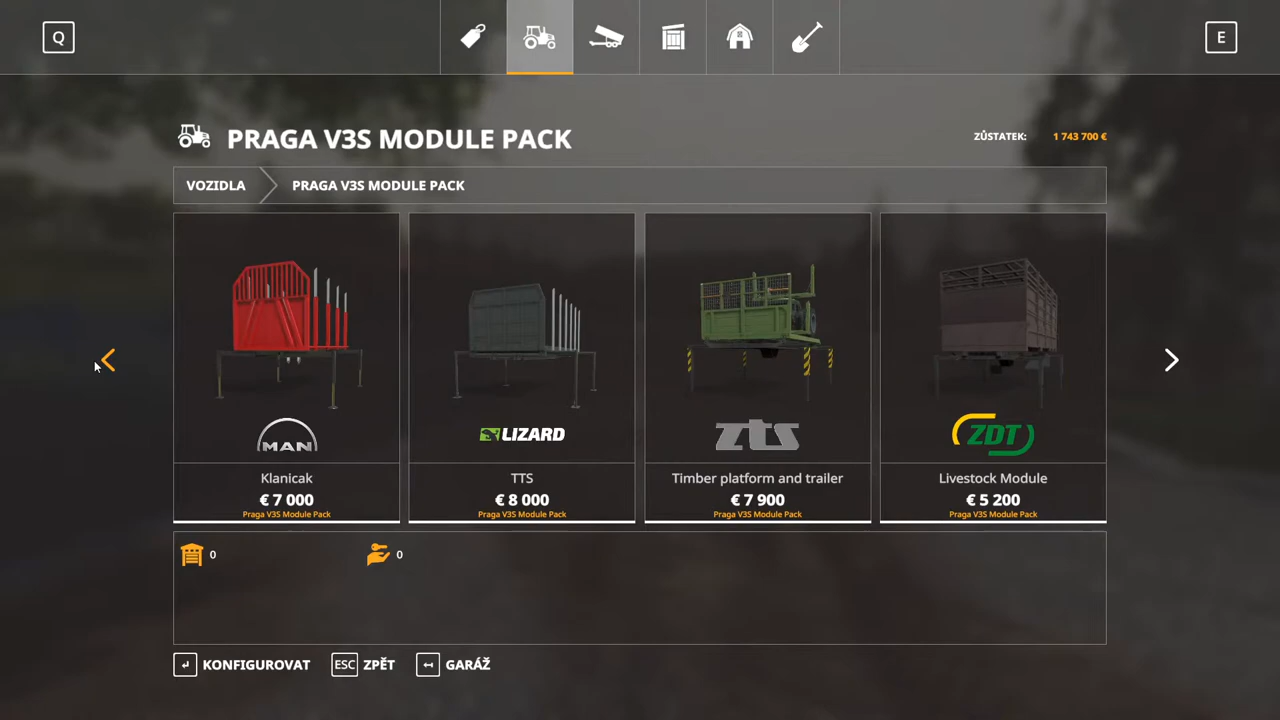 Q
E
PRAGA V3S MODULE PACK
ZŮSTATEK: 1 743 700 €
VOZIDLA PRAGA V3S MODULE PACK
MAN
LIZARD
zts
ZDT
Klanicak
€ 7 000
Praga V3S Module Pack
TTS
€ 8 000
Praga V3S Module Pack
Timber platform and trailer
€ 7 900
Praga V3S Module Pack
Livestock Module
€ 5 200
Praga V3S Module Pack
0 0
KONFIGUROVAT ESC ZPĚT GARÁŽ